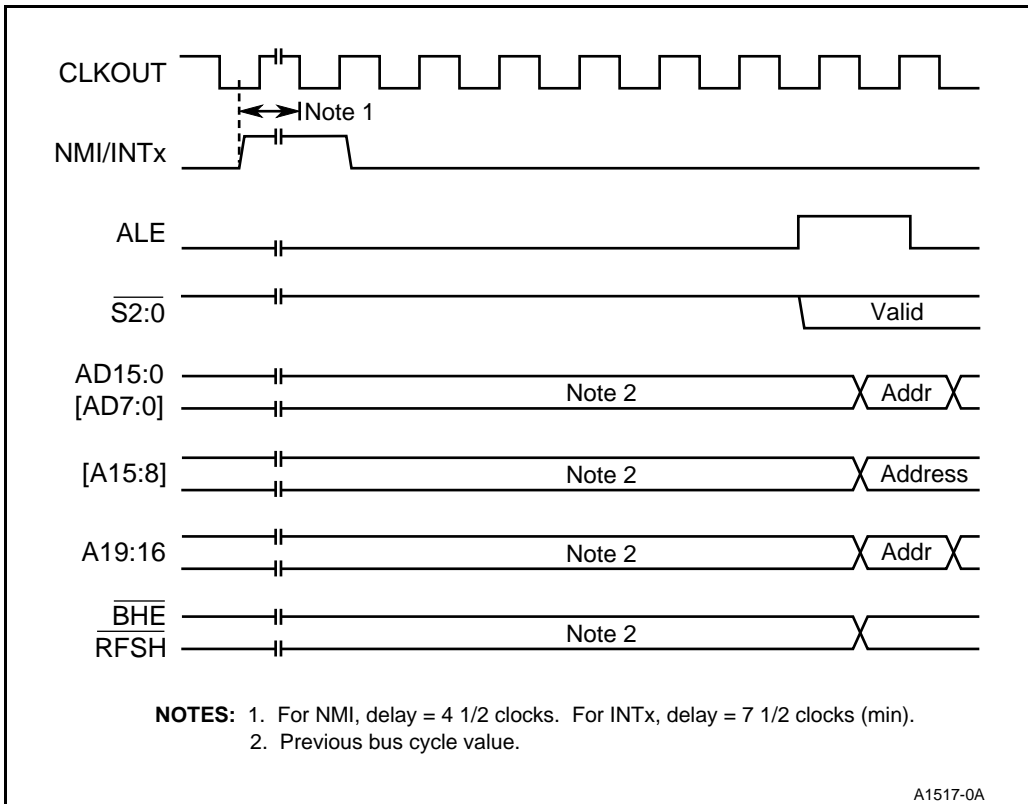 CLKOUT
Note 1
NMI/INTx
ALE
S2:0
Valid
AD15:0
[AD7:0]
Note 2
Addr
[A15:8]
Note 2
Address
A19:16
Note 2
Addr
BHE
RFSH
Note 2
NOTES: 1. For NMI, delay = 4 1/2 clocks. For INTx, delay = 7 1/2 clocks (min).
2. Previous bus cycle value.
A1517-0A